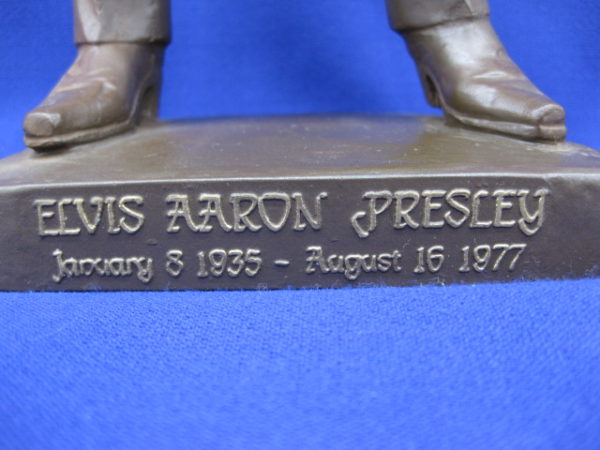 ELVIS AARON PRESLEY
January 8 1935 - August 16 1977